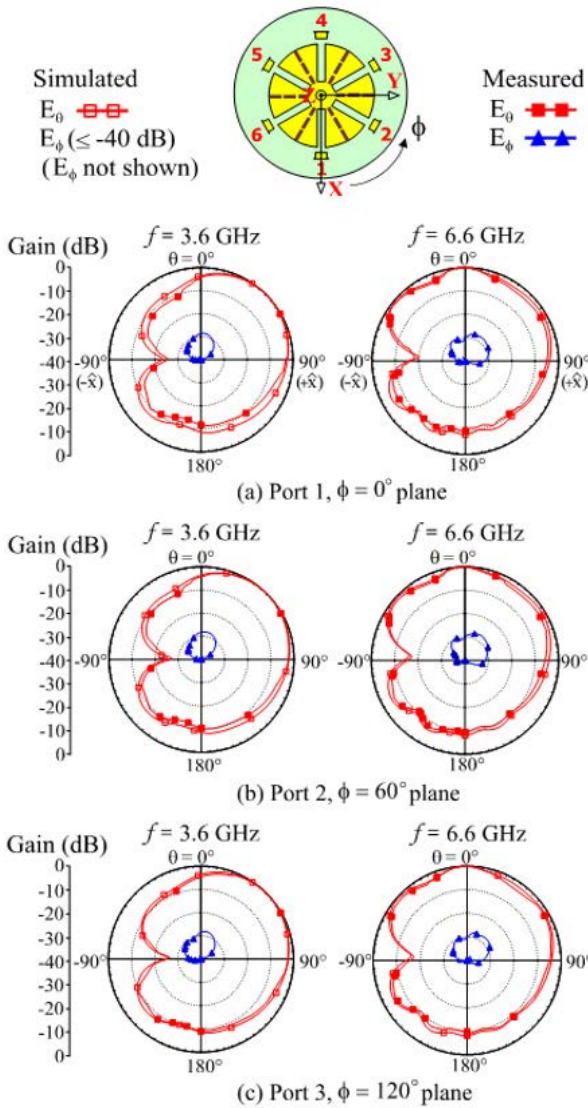 4
5
3
Z
Y
6
2
1
X
ϕ
Simulated
E_θ
E_ϕ (≤ -40 dB)
(E_ϕ not shown)
Measured
E_θ
E_ϕ
Gain (dB)
f = 3.6 GHz
f = 6.6 GHz
θ = 0°
θ = 0°
0
-10
-20
-30
-40
-30
-20
-10
0
-90°
(-x̂)
90°
(+x̂)
-90°
(-x̂)
90°
(+x̂)
180°
180°
(a) Port 1, ϕ = 0° plane
Gain (dB)
f = 3.6 GHz
f = 6.6 GHz
θ = 0°
θ = 0°
0
-10
-20
-30
-40
-30
-20
-10
0
-90°
90°
-90°
90°
180°
180°
(b) Port 2, ϕ = 60° plane
Gain (dB)
f = 3.6 GHz
f = 6.6 GHz
θ = 0°
θ = 0°
0
-10
-20
-30
-40
-30
-20
-10
0
-90°
90°
-90°
90°
180°
180°
(c) Port 3, ϕ = 120° plane